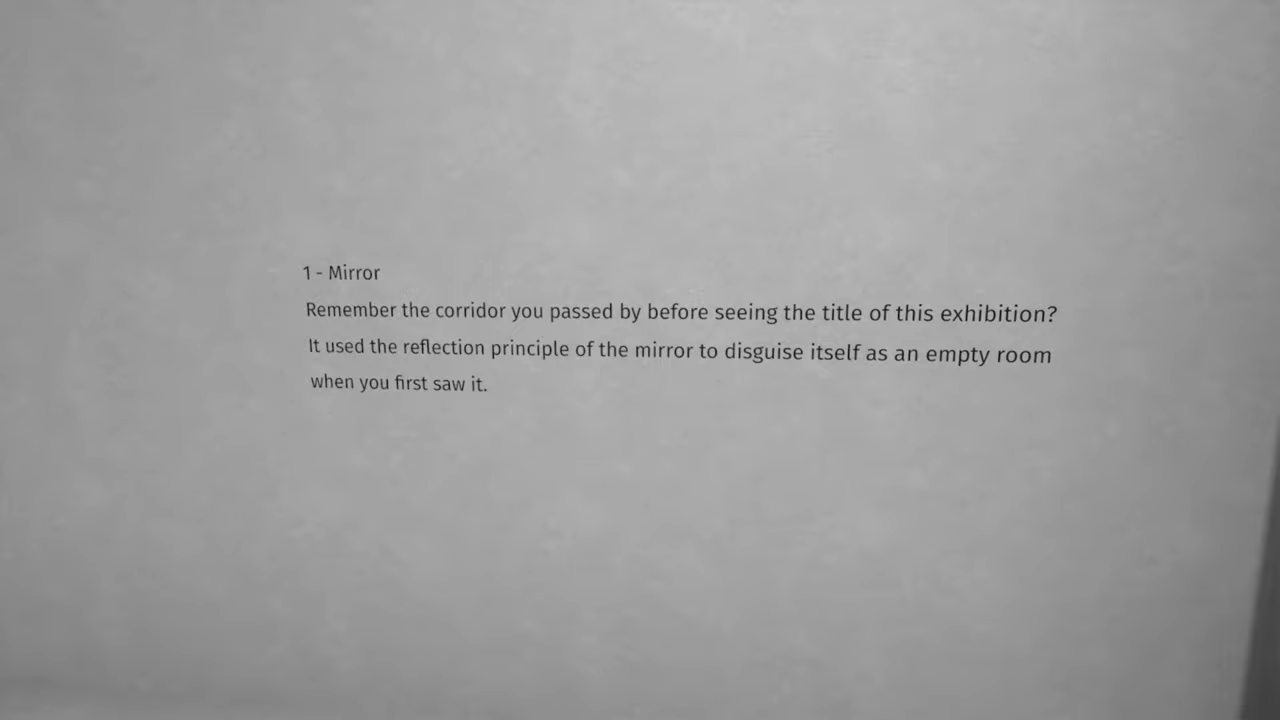 1 - Mirror
Remember the corridor you passed by before seeing the title of this exhibition?
It used the reflection principle of the mirror to disguise itself as an empty room
when you first saw it.